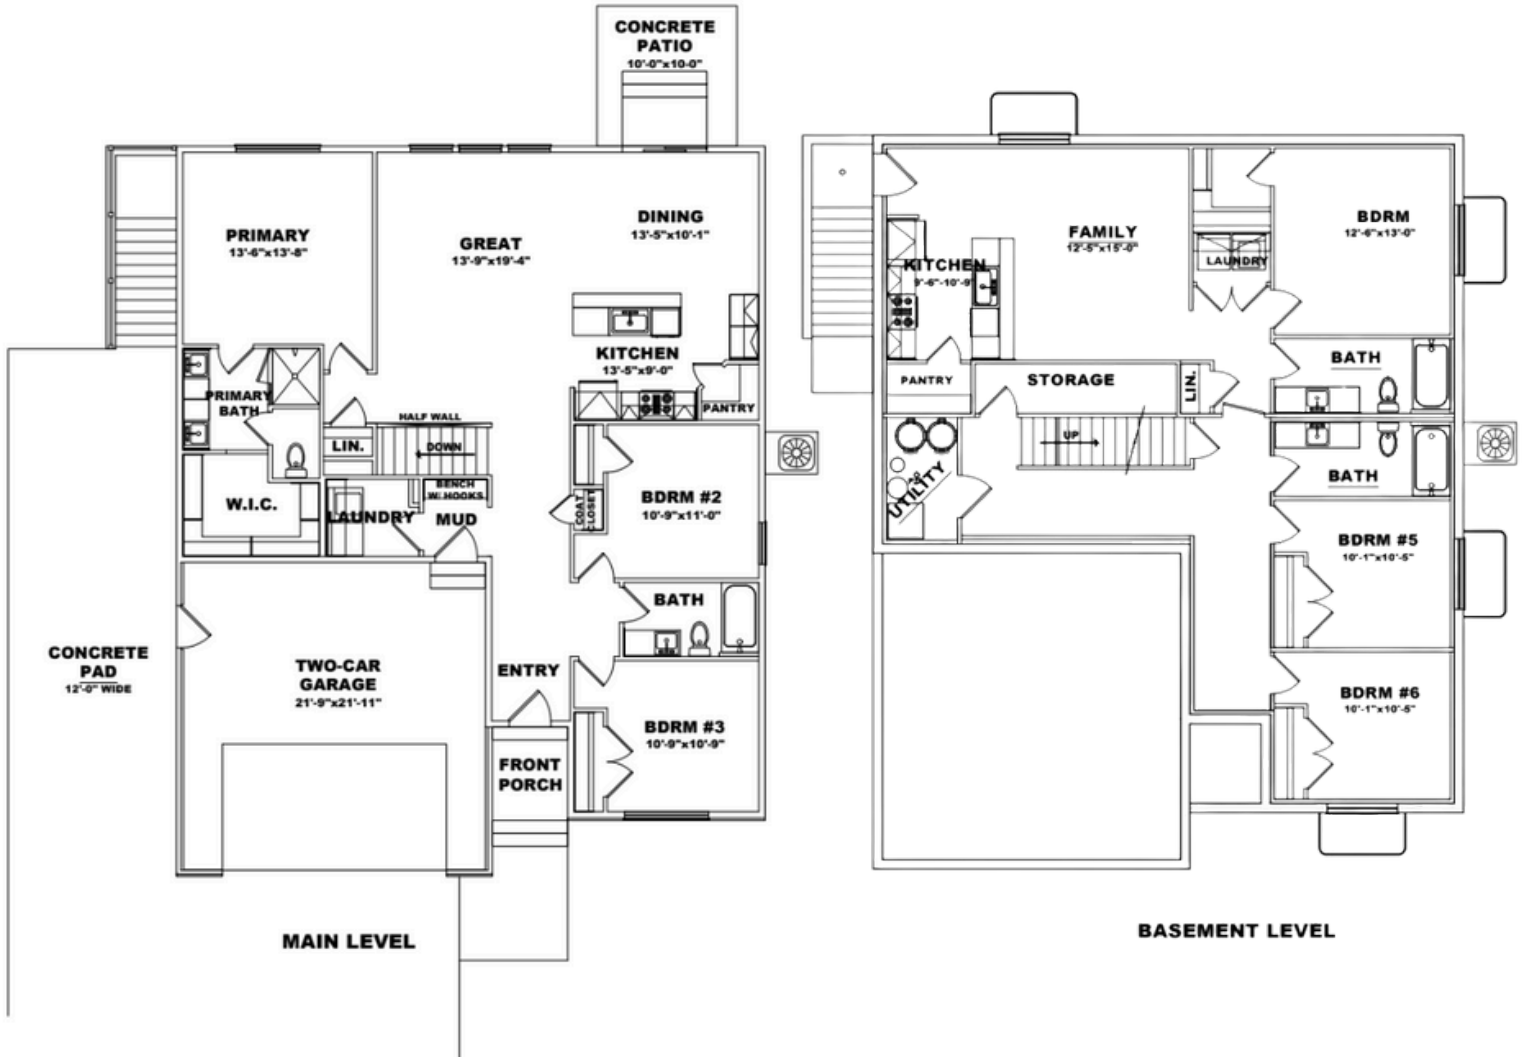 CONCRETE
PATIO
10'-0"x10-0"
PRIMARY
13'-6"x13'-8"
GREAT
13'-9"x19'-4"
DINING
13'-5"x10'-1"
KITCHEN
13'-5"x9'-0"
PANTRY
PRIMARY
BATH
HALF WALL
LIN.
DOWN
W.I.C.
LAUNDRY
BENCH
W/ HOOKS
MUD
COAT
CLOSET
BDRM #2
10'-9"x11'-0"
BATH
CONCRETE
PAD
12'-0" WIDE
TWO-CAR
GARAGE
21'-9"x21'-11"
ENTRY
FRONT
PORCH
BDRM #3
10'-9"x10'-9"
MAIN LEVEL
FAMILY
12'-5"x15'-0"
BDRM
12'-6"x13'-0"
LAUNDRY
KITCHEN
9'-6"-10'-9"
PANTRY
STORAGE
LIN.
BATH
UP
UTILITY
BATH
BDRM #5
10'-1"x10'-5"
BDRM #6
10'-1"x10'-5"
BASEMENT LEVEL